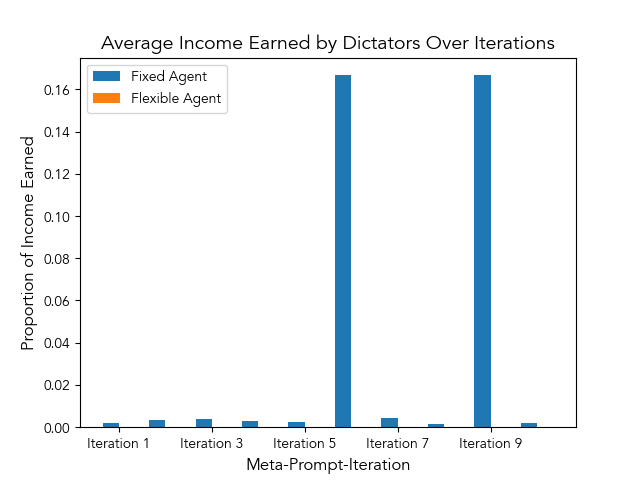 Average Income Earned by Dictators Over Iterations
Fixed Agent
Flexible Agent
Proportion of Income Earned
0.16
0.14
0.12
0.10
0.08
0.06
0.04
0.02
0.00
Iteration 1 Iteration 3 Iteration 5 Iteration 7 Iteration 9
Meta-Prompt-Iteration